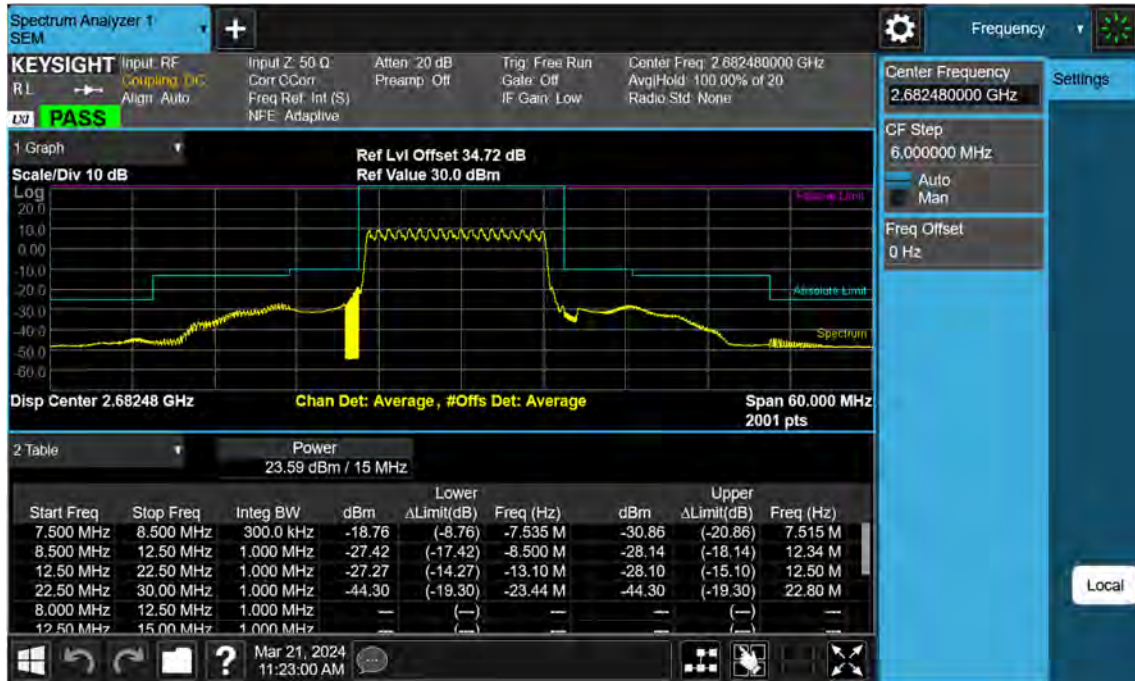 Spectrum Analyzer 1
SEM
Frequency
KEYSIGHT
R L
LXI
PASS
Input: RF
Coupling: DC
Align: Auto
Input Z: 50 Ω
Corr CCorr
Freq Ref: Int (S)
NFE: Adaptive
Atten: 20 dB
Preamp: Off
Trig: Free Run
Gate: Off
IF Gain: Low
Center Freq: 2.682480000 GHz
Avg|Hold: 100.00% of 20
Radio Std: None
Center Frequency
2.682480000 GHz
Settings
CF Step
6.000000 MHz
Auto
Man
Freq Offset
0 Hz
1 Graph
Scale/Div 10 dB
Ref Lvl Offset 34.72 dB
Ref Value 30.0 dBm
Log
20.0
10.0
0.00
-10.0
-20.0
-30.0
-40.0
-50.0
-60.0
Relative Limit
Absolute Limit
Spectrum
Disp Center 2.68248 GHz
Chan Det: Average , #Offs Det: Average
Span 60.000 MHz
2001 pts
2 Table
Power
23.59 dBm / 15 MHz
Lower Upper
Start Freq Stop Freq Integ BW dBm ΔLimit(dB) Freq (Hz) dBm ΔLimit(dB) Freq (Hz)
7.500 MHz 8.500 MHz 300.0 kHz -18.76 (-8.76) -7.535 M -30.86 (-20.86) 7.515 M
8.500 MHz 12.50 MHz 1.000 MHz -27.42 (-17.42) -8.500 M -28.14 (-18.14) 12.34 M
12.50 MHz 22.50 MHz 1.000 MHz -27.27 (-14.27) -13.10 M -28.10 (-15.10) 12.50 M
22.50 MHz 30.00 MHz 1.000 MHz -44.30 (-19.30) -23.44 M -44.30 (-19.30) 22.80 M
8.000 MHz 12.50 MHz 1.000 MHz --- (---) --- --- (---) ---
12.50 MHz 15.00 MHz 1.000 MHz --- (---) --- --- (---) ---
Local
?
Mar 21, 2024
11:23:00 AM